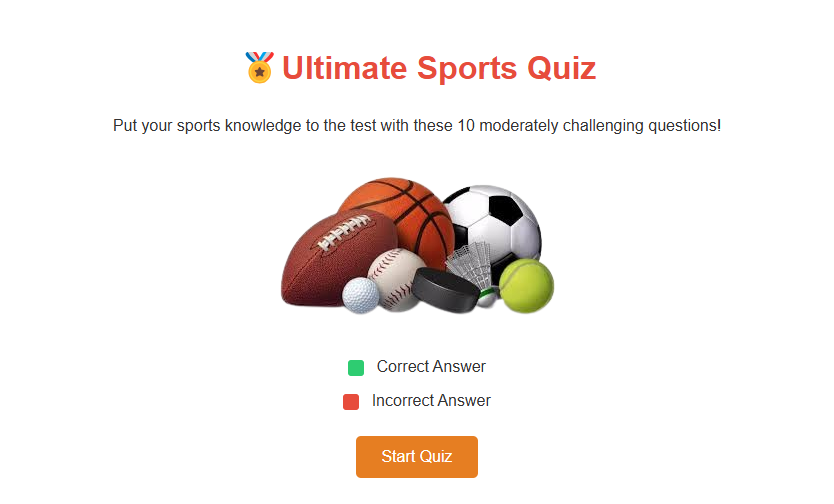 Ultimate Sports Quiz
Put your sports knowledge to the test with these 10 moderately challenging questions!
Correct Answer
Incorrect Answer
Start Quiz